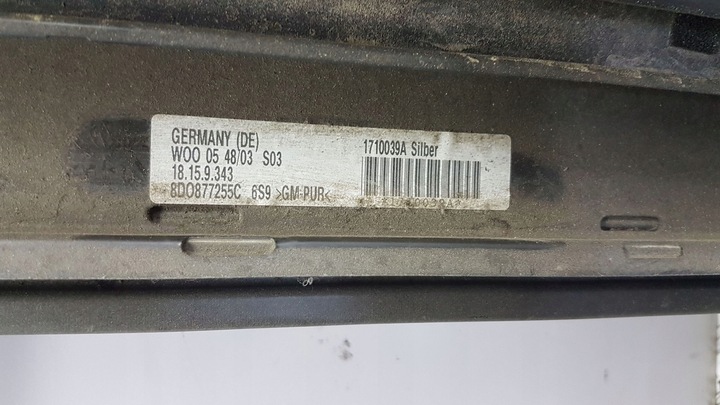 GERMANY (DE)
WOO 05 48/03 S03
18.15.9.343
8D0877255C 6S9 >GM-PUR<
1710039A Silber